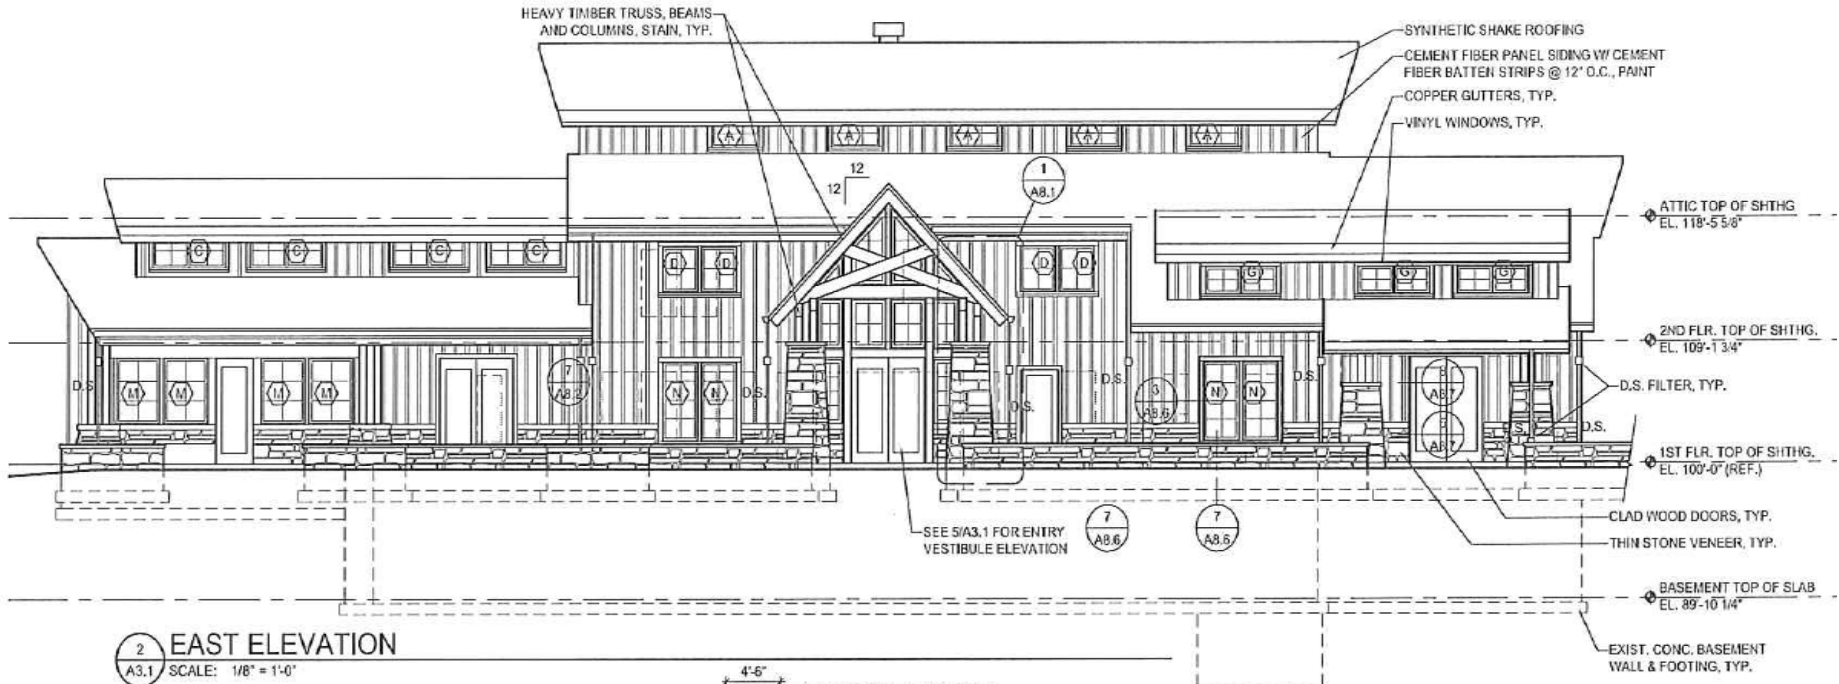 HEAVY TIMBER TRUSS, BEAMS
AND COLUMNS, STAIN, TYP.
SYNTHETIC SHAKE ROOFING
CEMENT FIBER PANEL SIDING W/ CEMENT
FIBER BATTEN STRIPS @ 12" O.C., PAINT
COPPER GUTTERS, TYP.
VINYL WINDOWS, TYP.
A A A A A
12
12
1
A8.1
ATTIC TOP OF SHTHG
EL. 118'-5 5/8"
C C C C
D D D D
G G G
2ND FLR. TOP OF SHTHG.
EL. 109'-1 3/4"
D.S.
M M M M
7
A8.2
N N
D.S.
D.S.
D.S.
3
A8.6
N N
D.S.
A8.7
A8.7
D.S. FILTER, TYP.
D.S.
1ST FLR. TOP OF SHTHG.
EL. 100'-0" (REF.)
SEE 5/A3.1 FOR ENTRY
VESTIBULE ELEVATION
7
A8.6
7
A8.6
CLAD WOOD DOORS, TYP.
THIN STONE VENEER, TYP.
BASEMENT TOP OF SLAB
EL. 89'-10 1/4"
EXIST. CONC. BASEMENT
WALL & FOOTING, TYP.
2
A3.1
EAST ELEVATION
SCALE: 1/8" = 1'-0"
4'-6"